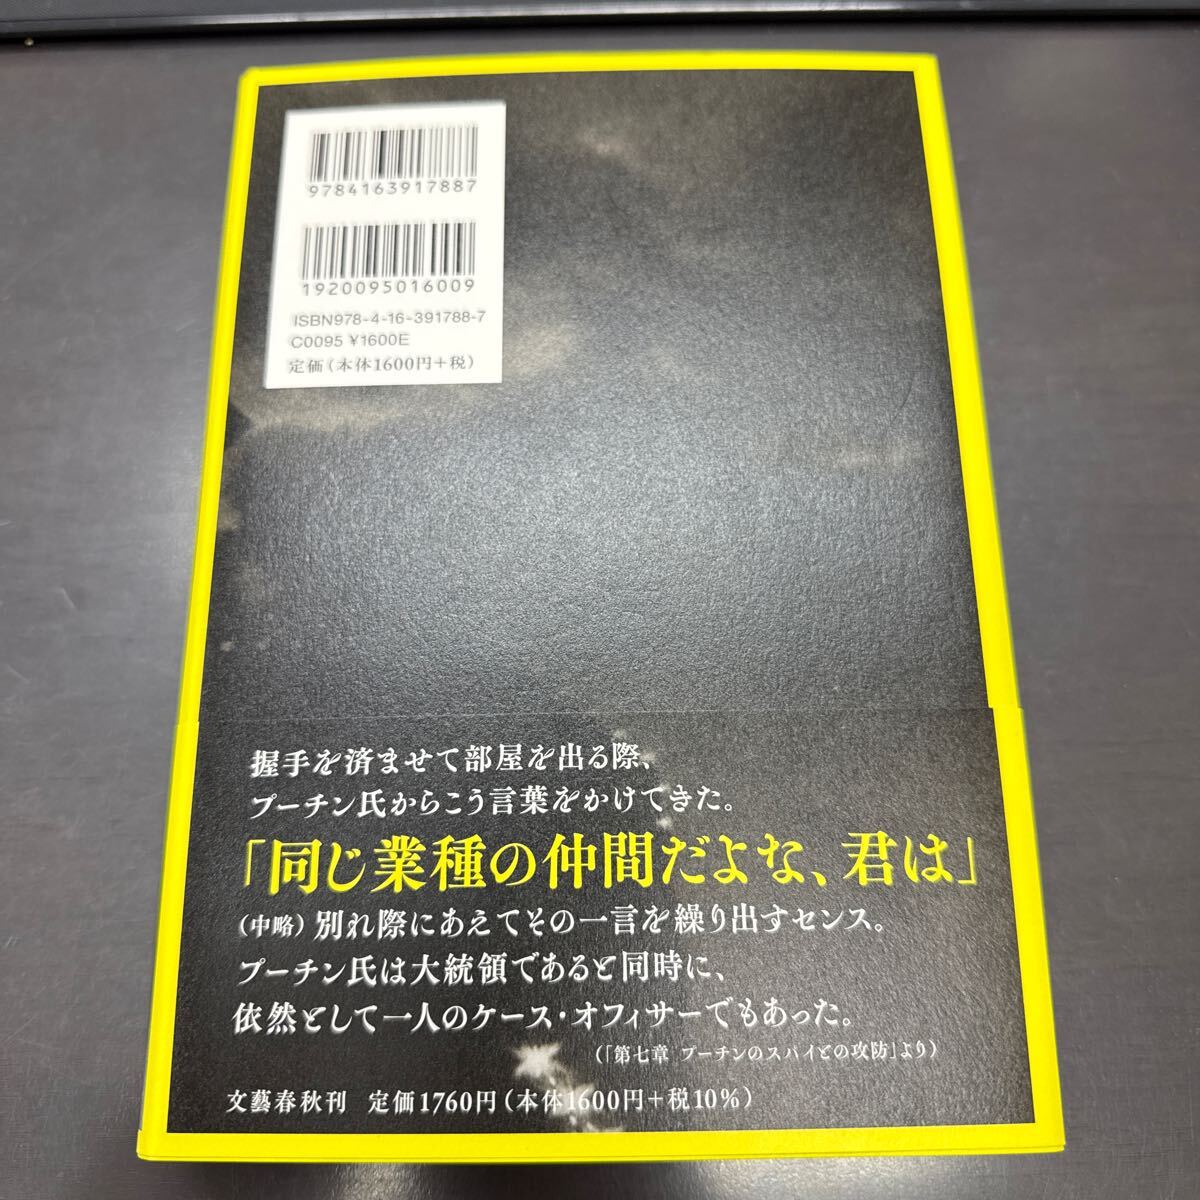 9784163917887
1920095016009
ISBN978-4-16-391788-7
C0095 ¥1600E
定価（本体1600円＋税）
握手を済ませて部屋を出る際、
プーチン氏からこう言葉をかけてきた。
「同じ業種の仲間だよな、君は」
（中略）別れ際にあえてその一言を繰り出すセンス。
プーチン氏は大統領であると同時に、
依然として一人のケース・オフィサーでもあった。
（「第七章 プーチンのスパイとの攻防」より）
文藝春秋刊 定価1760円（本体1600円＋税10％）